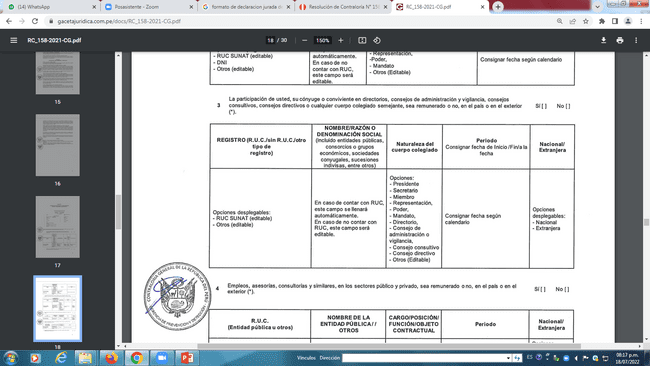 (14) WhatsApp
Posasistente - Zoom
formato de declaracion jurada d
Resolución de Contraloría N° 15
RC_158-2021-CG.pdf
gacetajuridica.com.pe/docs/RC_158-2021-CG.pdf
RC_158-2021-CG.pdf
18 / 30
150%
15
16
17
18
- RUC SUNAT (editable)
- DNI
- Otros (editable)
automáticamente.
En caso de no
contar con RUC,
este campo será
editable.
- Representación,
-Poder,
- Mandato
- Otros (Editable)
Consignar fecha según calendario
3 La participación de usted, su cónyuge o conviviente en directorios, consejos de administración y vigilancia, consejos
consultivos, consejos directivos o cualquier cuerpo colegiado semejante, sea remunerado o no, en el país o en el exterior
(*).
Sí [ ] No [ ]
REGISTRO (R.U.C./sin R.U.C./otro
tipo de
registro)
NOMBRE/RAZÓN O
DENOMINACIÓN SOCIAL
(Incluido entidades públicas,
consorcios o grupos
económicos, sociedades
conyugales, sucesiones
indivisas, entre otros)
Naturaleza del
cuerpo colegiado
Periodo
Consignar fecha de Inicio /Fin/a la
fecha
Nacional/
Extranjera
Opciones desplegables:
- RUC SUNAT (editable)
- Otros (editable)
En caso de contar con RUC,
este campo se llenará
automáticamente.
En caso de no contar con
RUC, este campo será
editable.
Opciones:
- Presidente
- Secretario
- Miembro
- Representación,
- Poder,
- Mandato,
- Directorio,
- Consejo de
administración o
vigilancia,
- Consejo consultivo
- Consejo directivo
- Otros (Editable)
Consignar fecha según
calendario
Opciones
desplegables:
- Nacional
- Extranjera
4 Empleos, asesorías, consultorías y similares, en los sectores público y privado, sea remunerado o no, en el país o en el
exterior (*).
Sí [ ] No [ ]
R.U.C.
(Entidad pública u otros)
NOMBRE DE LA
ENTIDAD PÚBLICA / /
OTROS
CARGO/POSICIÓN/
FUNCIÓN/OBJETO
CONTRACTUAL
Periodo
Nacional/
Extranjera
Vínculos
Dirección
ES
08:17 p.m.
18/07/2022